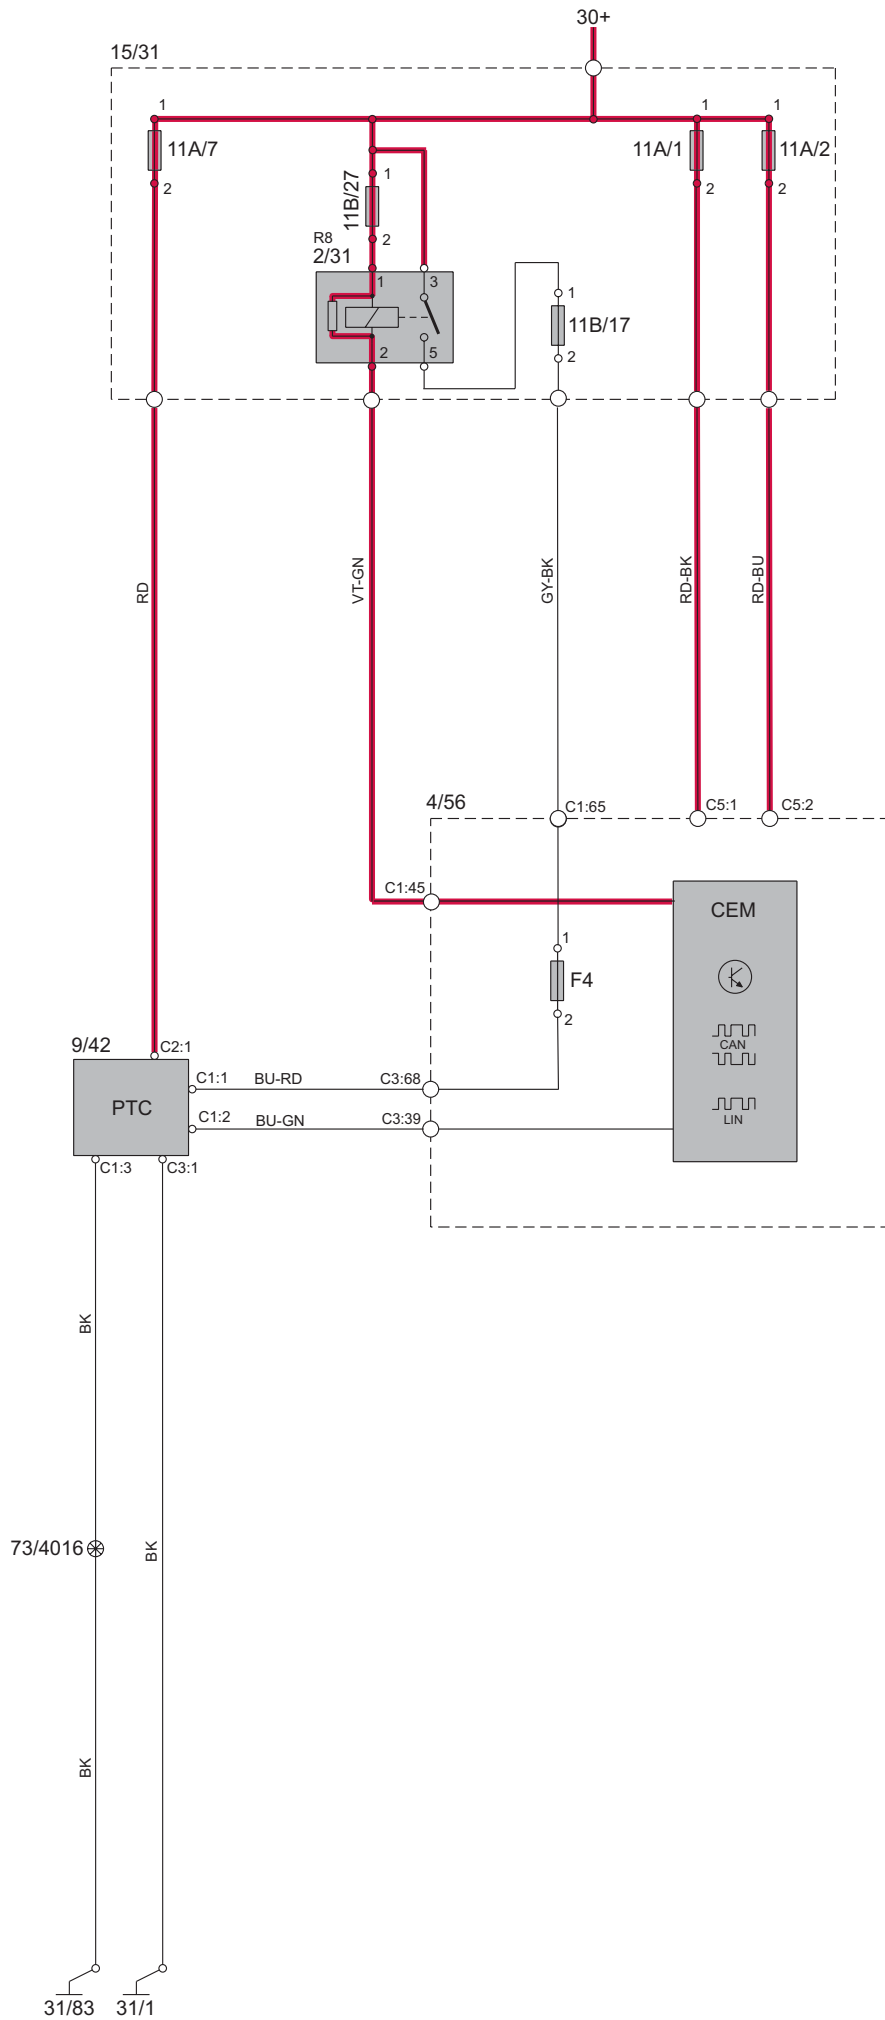 30+
15/31
1
1
1
11A/7
11A/1
11A/2
2
2
2
1
11B/27
2
R8
2/31
1
3
2
5
1
11B/17
2
RD
VT-GN
GY-BK
RD-BK
RD-BU
4/56
C1:65
C5:1
C5:2
C1:45
CEM
1
F4
2
CAN
LIN
9/42
C2:1
PTC
C1:1
BU-RD
C3:68
C1:2
BU-GN
C3:39
C1:3
C3:1
BK
73/4016
BK
BK
31/83
31/1